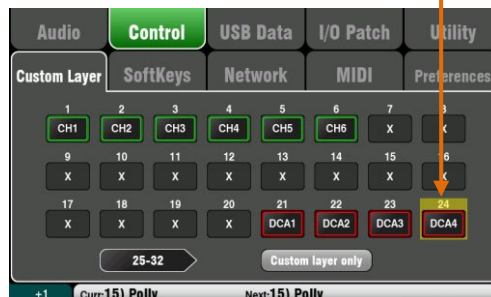 Audio Control USB Data I/O Patch Utility
Custom Layer SoftKeys Network MIDI Preferences
1 2 3 4 5 6 7 8
CH1 CH2 CH3 CH4 CH5 CH6 X X
9 10 11 12 13 14 15 16
X X X X X X X X
17 18 19 20 21 22 23 24
X X X X DCA1 DCA2 DCA3 DCA4
25-32 Custom layer only
+1 Curr:15) Polly Next:15) Polly